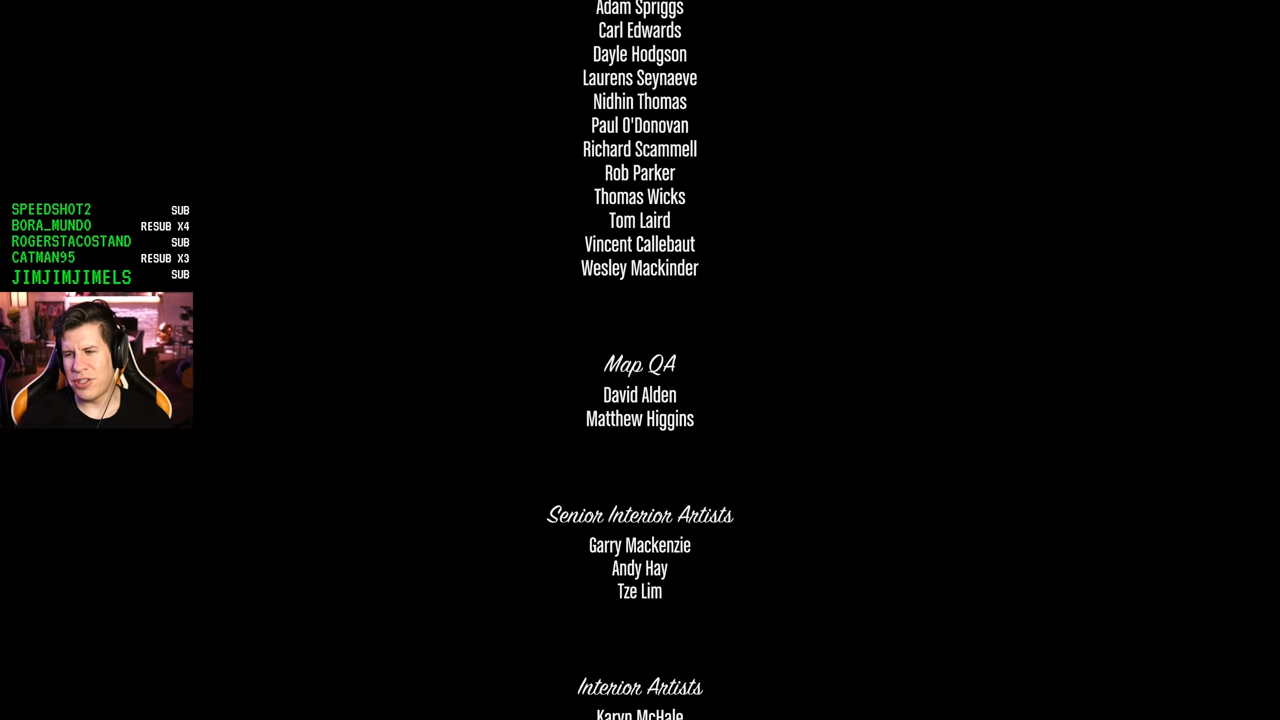 Adam Spriggs
Carl Edwards
Dayle Hodgson
Laurens Seynaeve
Nidhin Thomas
Paul O'Donovan
Richard Scammell
Rob Parker
Thomas Wicks
Tom Laird
Vincent Callebaut
Wesley Mackinder
SPEEDSHOT2 SUB
BORA_MUNDO RESUB X4
ROGERSTACOSTAND SUB
CATMAN95 RESUB X3
JIMJIMJIMELS SUB
Map QA
David Alden
Matthew Higgins
Senior Interior Artists
Garry Mackenzie
Andy Hay
Tze Lim
Interior Artists
Karyn McHale